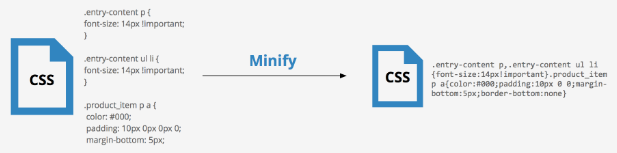 CSS
.entry-content p {
font-size: 14px !important;
}
.entry-content ul li {
font-size: 14px !important;
}
.product_item p a {
color: #000;
padding: 10px 0px 0px 0;
margin-bottom: 5px;
Minify
CSS
.entry-content p,.entry-content ul li
{font-size:14px!important}.product_item
p a{color:#000;padding:10px 0 0;margin-
bottom:5px;border-bottom:none}